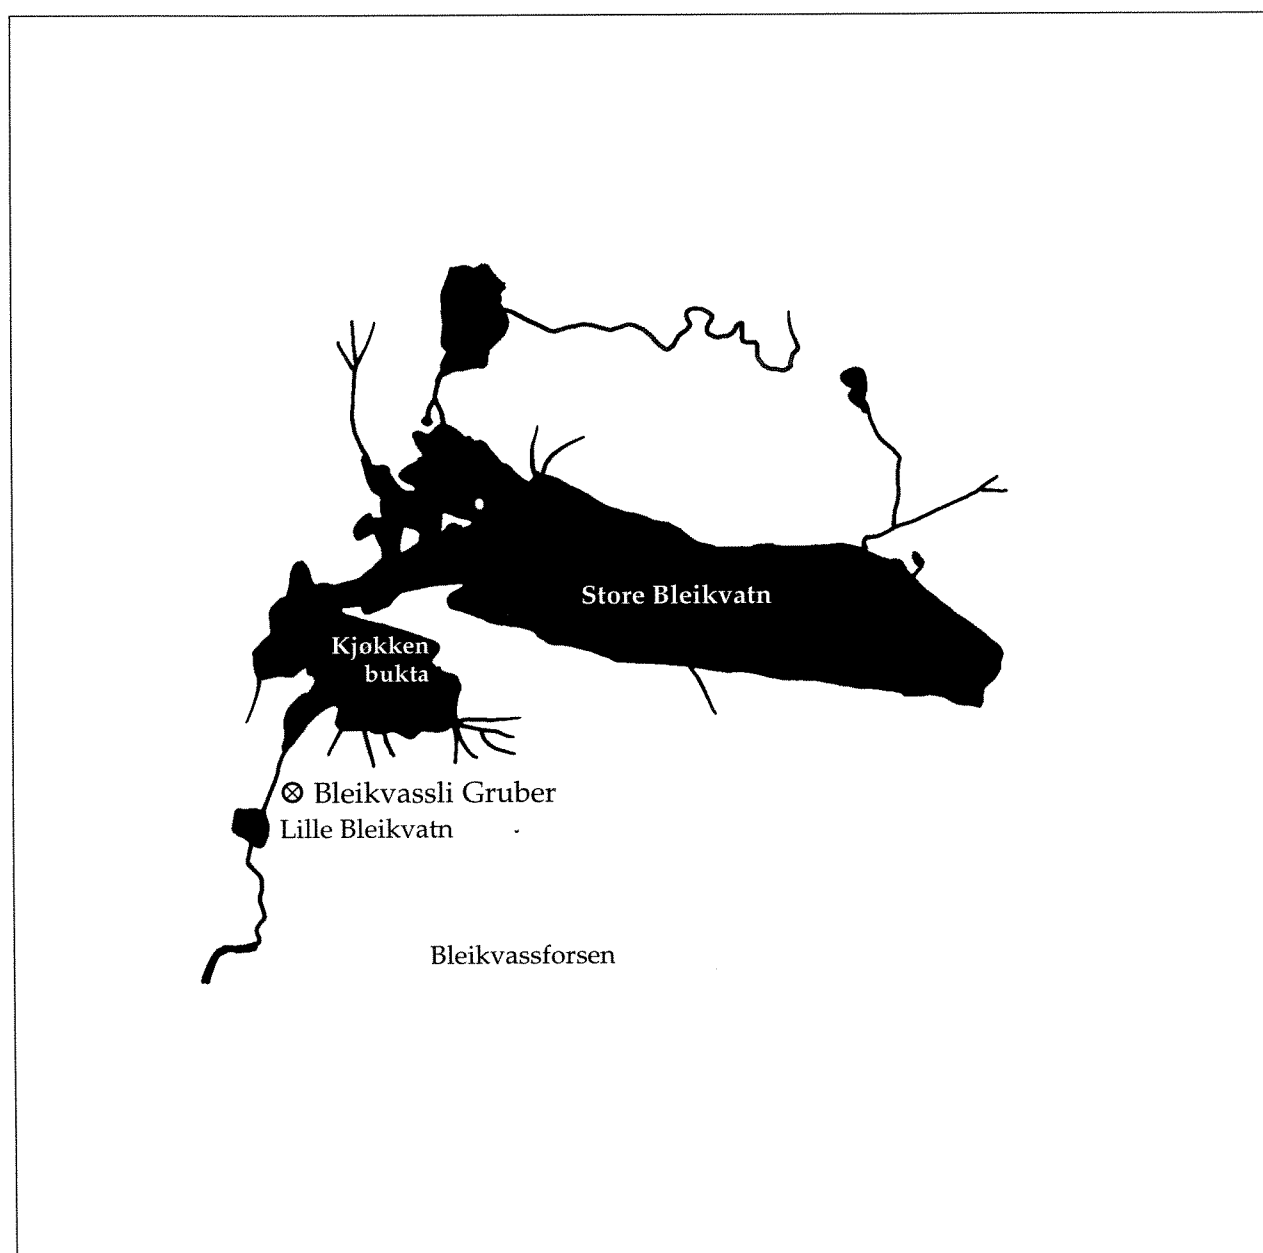 Store Bleikvatn
Kjøkken
bukta
Bleikvassli Gruber
Lille Bleikvatn
Bleikvassforsen